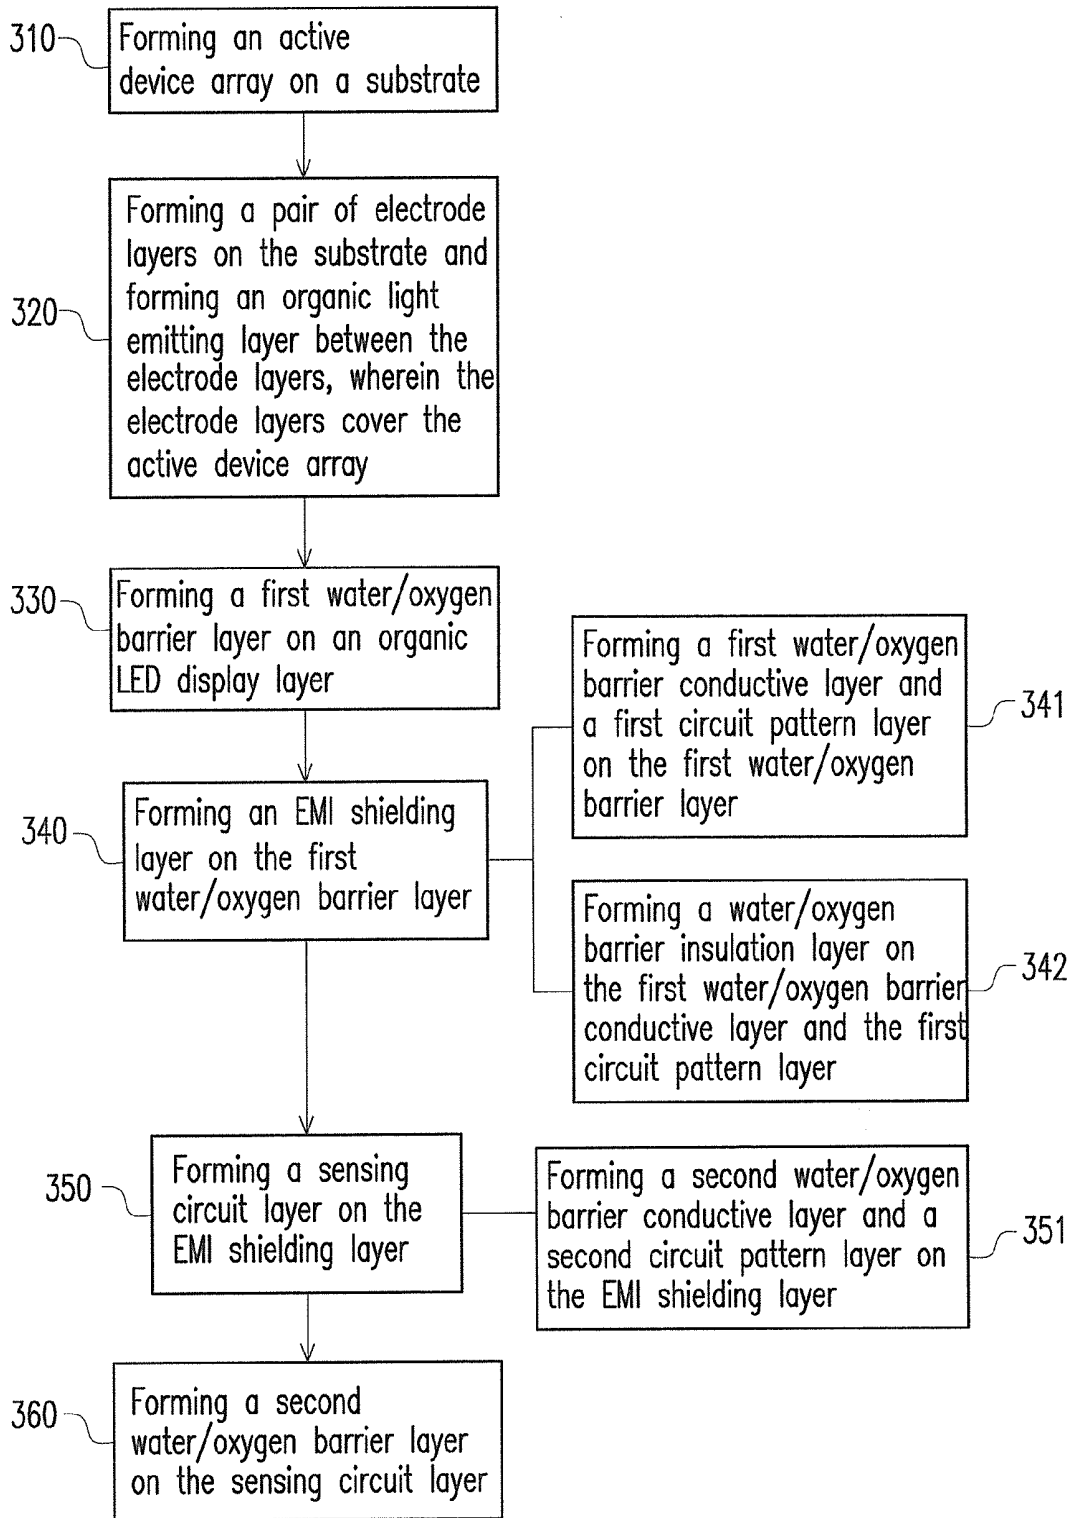 310
Forming an active
device array on a substrate
320
Forming a pair of electrode
layers on the substrate and
forming an organic light
emitting layer between the
electrode layers, wherein the
electrode layers cover the
active device array
330
Forming a first water/oxygen
barrier layer on an organic
LED display layer
340
Forming an EMI shielding
layer on the first
water/oxygen barrier layer
Forming a first water/oxygen
barrier conductive layer and
a first circuit pattern layer
on the first water/oxygen
barrier layer
341
Forming a water/oxygen
barrier insulation layer on
the first water/oxygen barrier
conductive layer and the first
circuit pattern layer
342
350
Forming a sensing
circuit layer on the
EMI shielding layer
Forming a second water/oxygen
barrier conductive layer and a
second circuit pattern layer on
the EMI shielding layer
351
360
Forming a second
water/oxygen barrier layer
on the sensing circuit layer